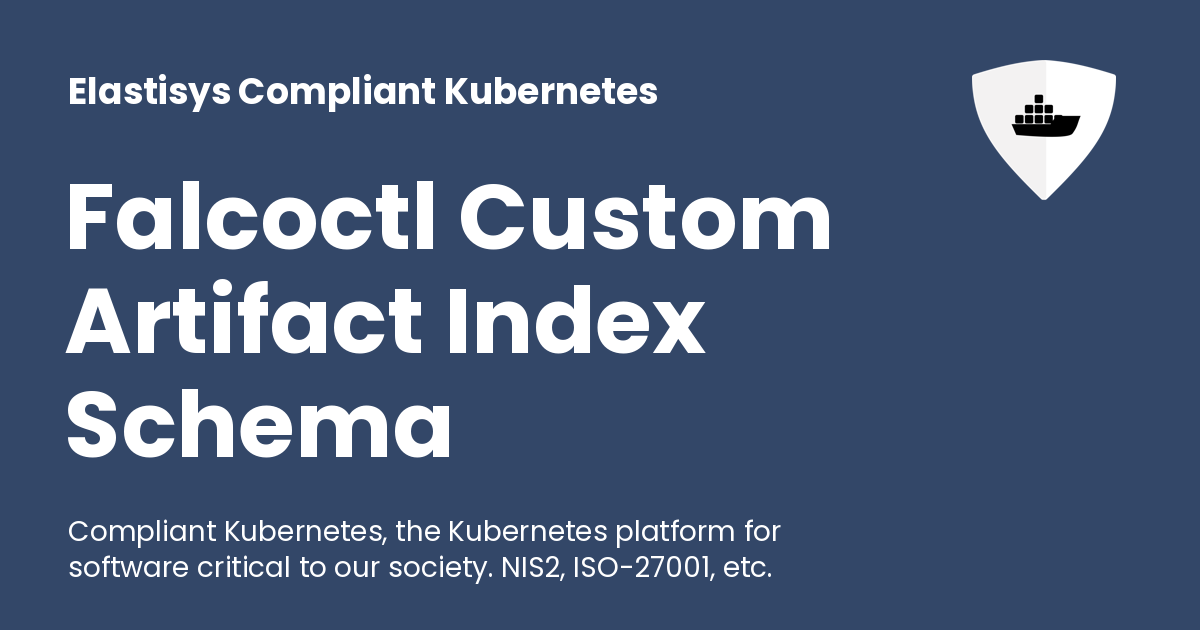 Elastisys Compliant Kubernetes
Falcoctl Custom
Artifact Index
Schema
Compliant Kubernetes, the Kubernetes platform for
software critical to our society. NIS2, ISO-27001, etc.